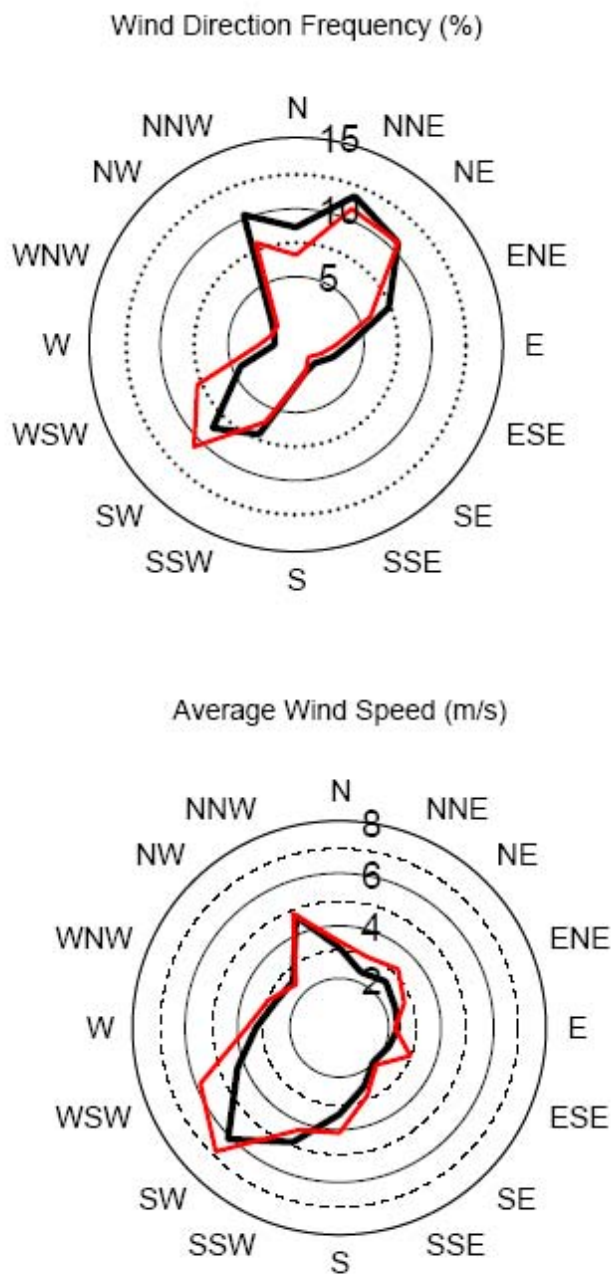 Wind Direction Frequency (%)
N
NNW
NNE
15
NW
NE
10
WNW
ENE
5
W
E
WSW
ESE
SW
SE
SSW
SSE
S
Average Wind Speed (m/s)
N
NNW
NNE
8
NW
NE
6
WNW
ENE
4
2
W
E
WSW
ESE
SW
SE
SSW
SSE
S